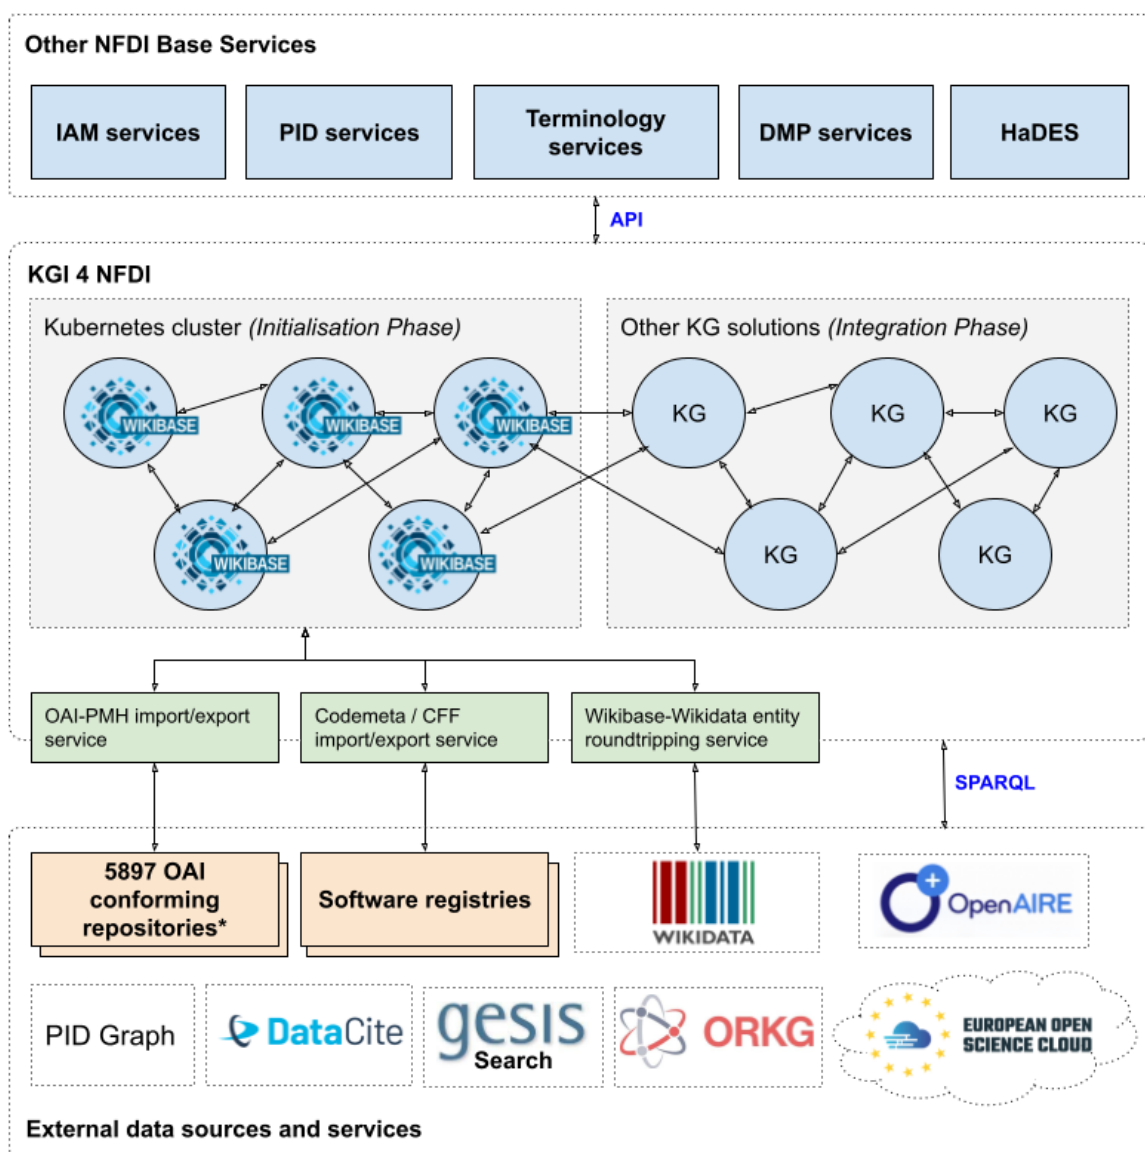 Other NFDI Base Services
IAM services
PID services
Terminology
services
DMP services
HaDES
API
KGI 4 NFDI
Kubernetes cluster (Initialisation Phase)
Other KG solutions (Integration Phase)
WIKIBASE
WIKIBASE
WIKIBASE
KG
KG
KG
WIKIBASE
WIKIBASE
KG
KG
OAI-PMH import/export
service
Codemeta / CFF
import/export service
Wikibase-Wikidata entity
roundtripping service
SPARQL
5897 OAI
conforming
repositories*
Software registries
WIKIDATA
OpenAIRE
PID Graph
DataCite
gesis
Search
ORKG
EUROPEAN OPEN
SCIENCE CLOUD
External data sources and services